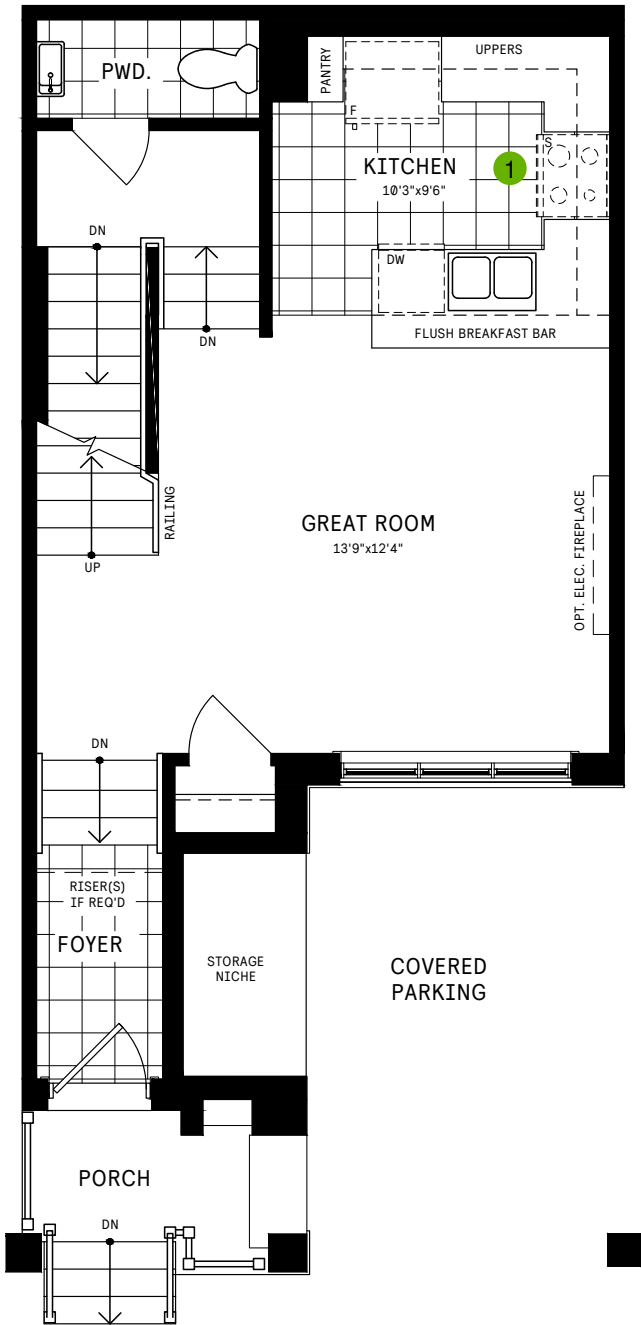 UPPERS
PANTRY
PWD.
F
S
KITCHEN
1
10'3"x9'6"
DN
DW
DN
FLUSH BREAKFAST BAR
RAILING
GREAT ROOM
13'9"x12'4"
OPT. ELEC. FIREPLACE
UP
DN
RISER(S)
IF REQ'D
FOYER
STORAGE
NICHE
COVERED
PARKING
PORCH
DN